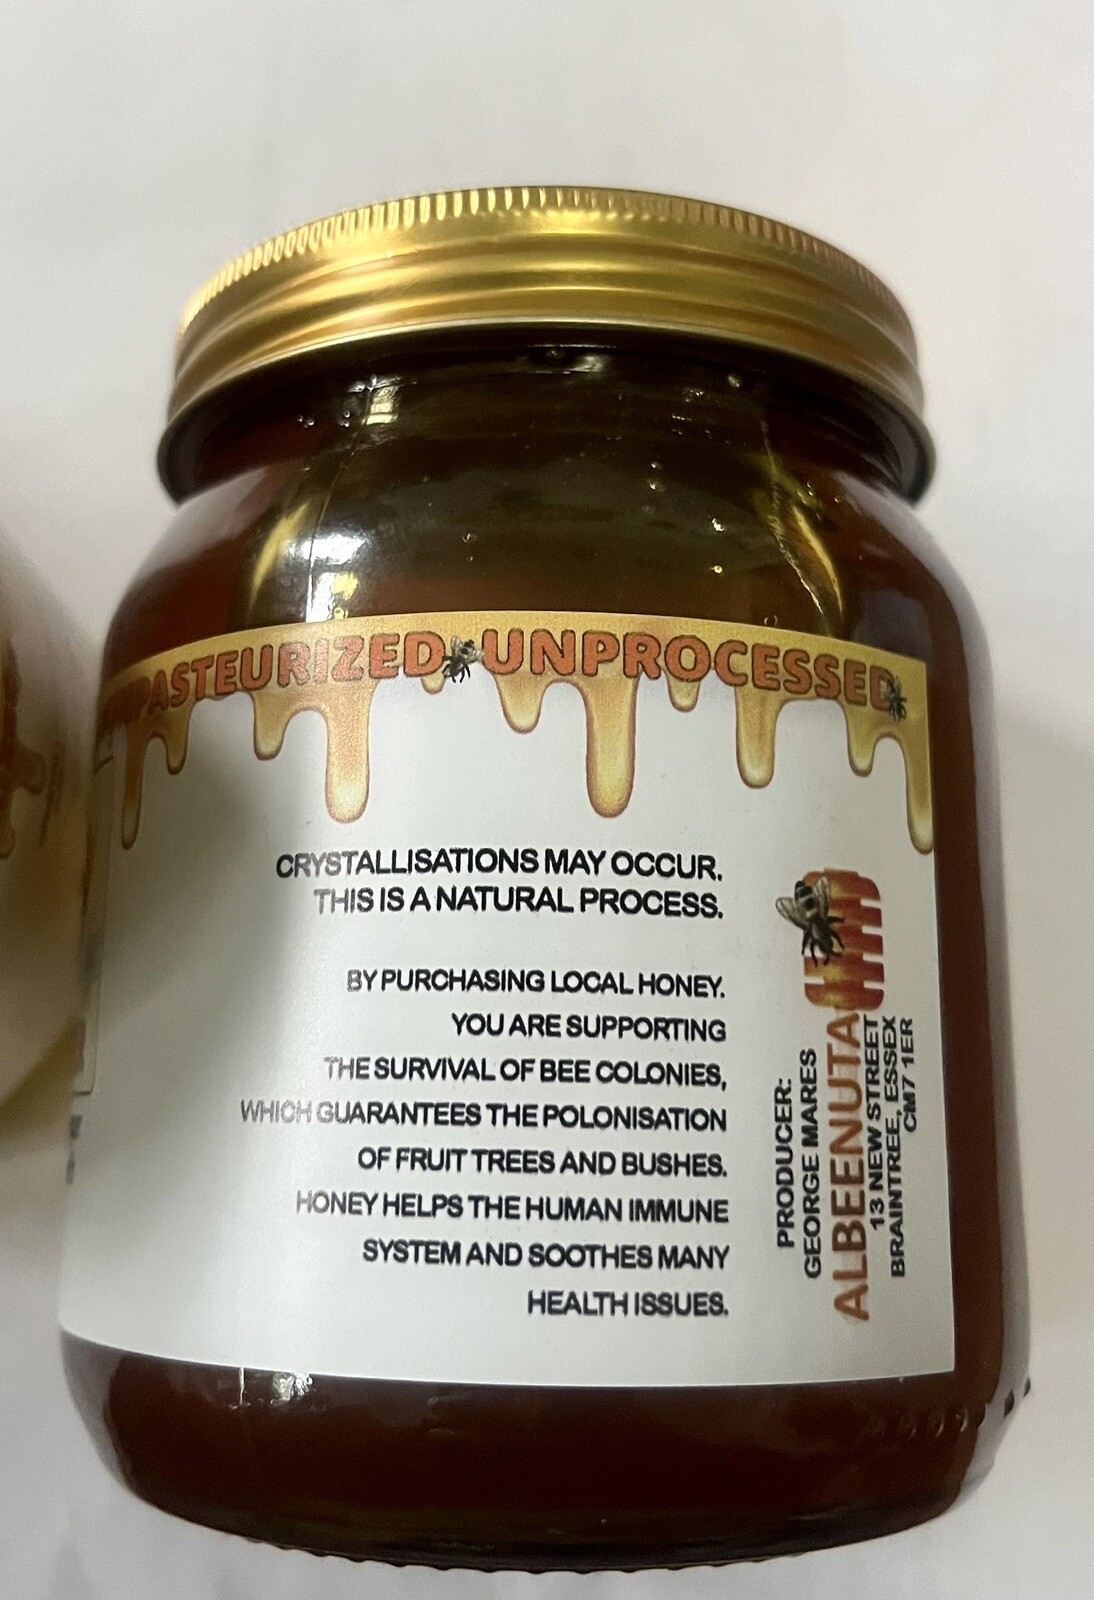 UNPASTEURIZED UNPROCESSED
CRYSTALLISATIONS MAY OCCUR.
THIS IS A NATURAL PROCESS.
BY PURCHASING LOCAL HONEY.
YOU ARE SUPPORTING
THE SURVIVAL OF BEE COLONIES,
WHICH GUARANTEES THE POLONISATION
OF FRUIT TREES AND BUSHES.
HONEY HELPS THE HUMAN IMMUNE
SYSTEM AND SOOTHES MANY
HEALTH ISSUES.
PRODUCER:
GEORGE MARES
ALBEENUTA
13 NEW STREET
BRAINTREE, ESSEX
CM7 1ER